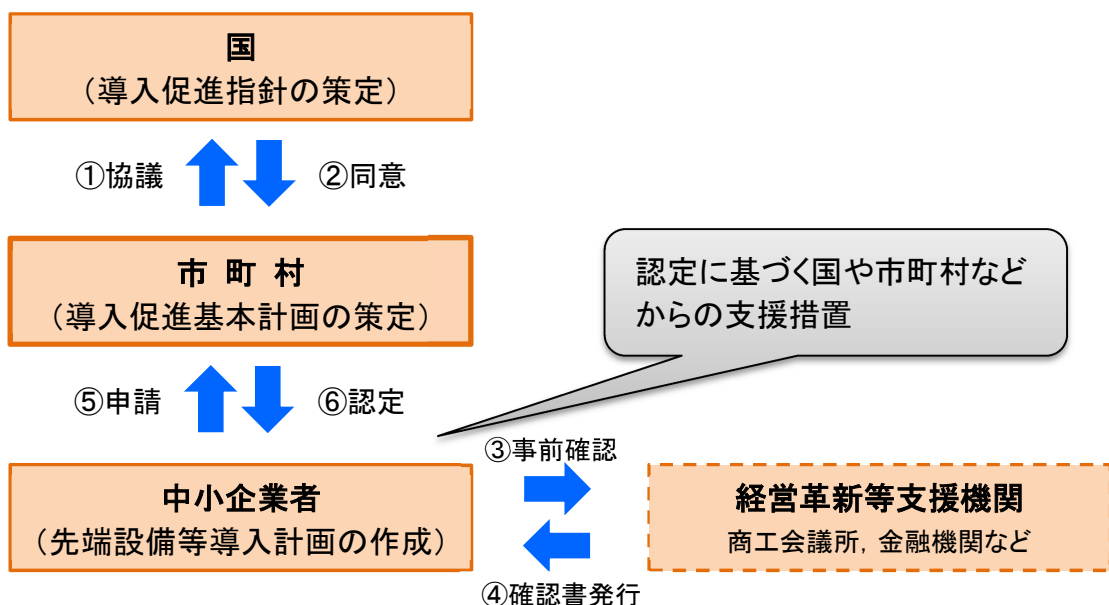 国
（導入促進指針の策定）
①協議
②同意
市 町 村
（導入促進基本計画の策定）
認定に基づく国や市町村など
からの支援措置
⑤申請
⑥認定
③事前確認
中小企業者
（先端設備等導入計画の作成）
経営革新等支援機関
商工会議所，金融機関など
④確認書発行